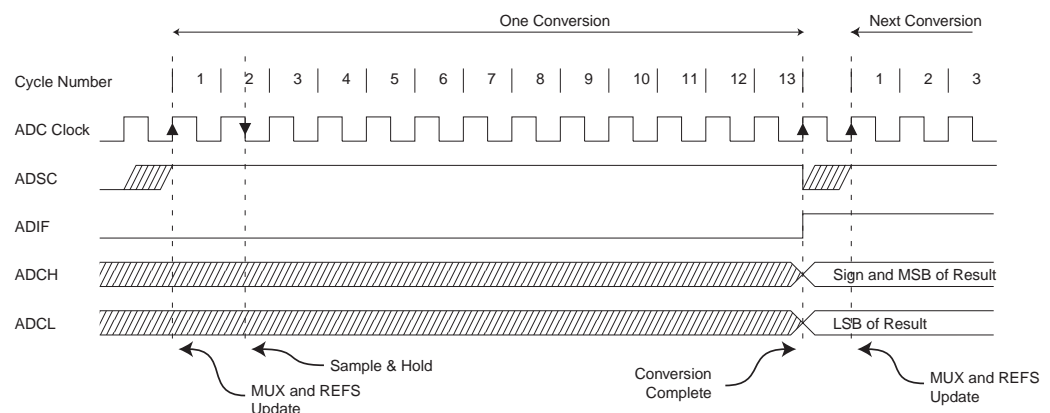 One Conversion
Next Conversion
Cycle Number
1 2 3 4 5 6 7 8 9 10 11 12 13 1 2 3
ADC Clock
ADSC
ADIF
ADCH
Sign and MSB of Result
ADCL
LSB of Result
MUX and REFS
Update
Sample & Hold
Conversion
Complete
MUX and REFS
Update